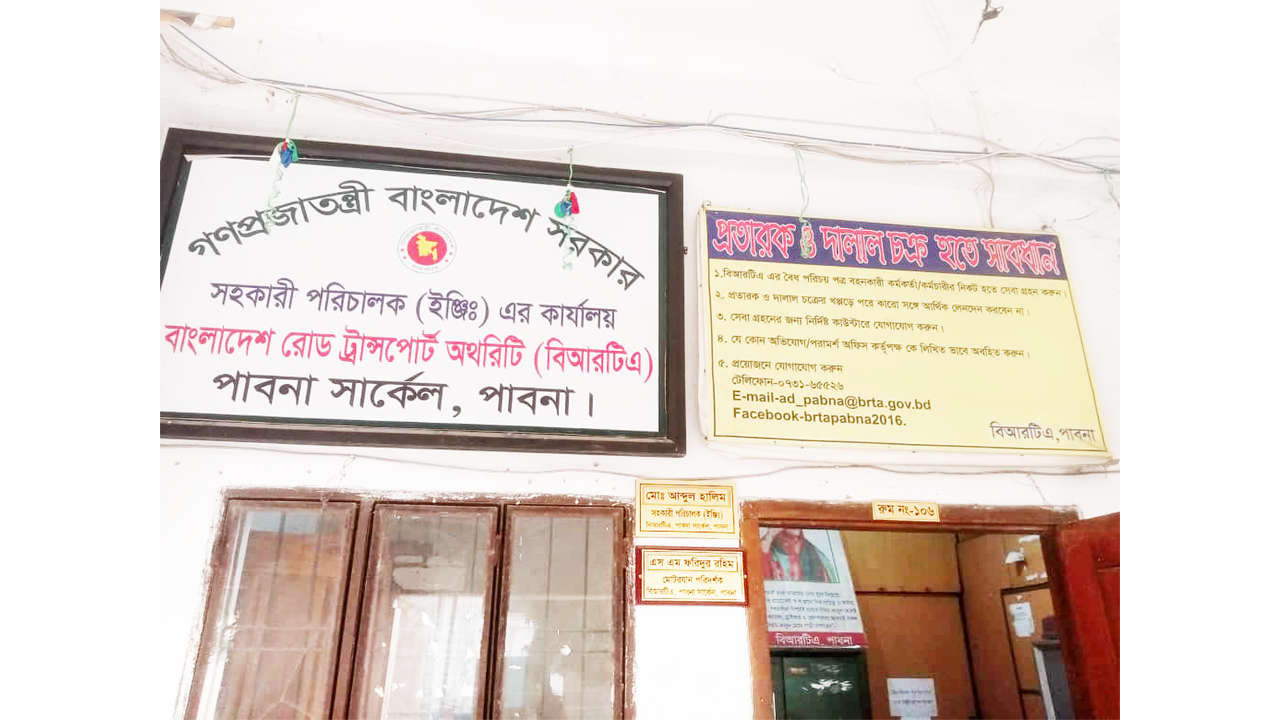 গণপ্রজাতন্ত্রী বাংলাদেশ সরকার
সহকারী পরিচালক (ইঞ্জিঃ) এর কার্যালয়
বাংলাদেশ রোড ট্রান্সপোর্ট অথরিটি (বিআরটিএ)
পাবনা সার্কেল, পাবনা।
প্রতারক ও দালাল চক্র হতে সাবধান
১.বিআরটিএ এর বৈধ পরিচয় পত্র বহনকারী কর্মকর্তা/কর্মচারীর নিকট হতে সেবা গ্রহন করুন।
২. প্রতারক ও দালাল চক্রের খপ্পড়ে পরে কারো সঙ্গে আর্থিক লেনদেন করবেন না।
৩. সেবা গ্রহনের জন্য নির্দিষ্ট কাউন্টারে যোগাযোগ করুন।
৪. যে কোন অভিযোগ/পরামর্শ অফিস কর্তৃপক্ষ কে লিখিত ভাবে অবহিত করুন।
৫. প্রয়োজনে যোগাযোগ করুন
টেলিফোন-০৭৩১-৬৫৫২৬
E-mail-ad_pabna@brta.gov.bd
Facebook-brtapabna2016.
বিআরটিএ,পাবনা
মোঃ আব্দুল হালিম
সহকারী পরিচালক (ইঞ্জিঃ)
বিআরটিএ, পাবনা সার্কেল, পাবনা
এস এম ফরিদুর রহিম
মোটরযান পরিদর্শক
বিআরটিএ, পাবনা সার্কেল, পাবনা
রুম নং-১০৬
বিআরটিএ, পাবনা